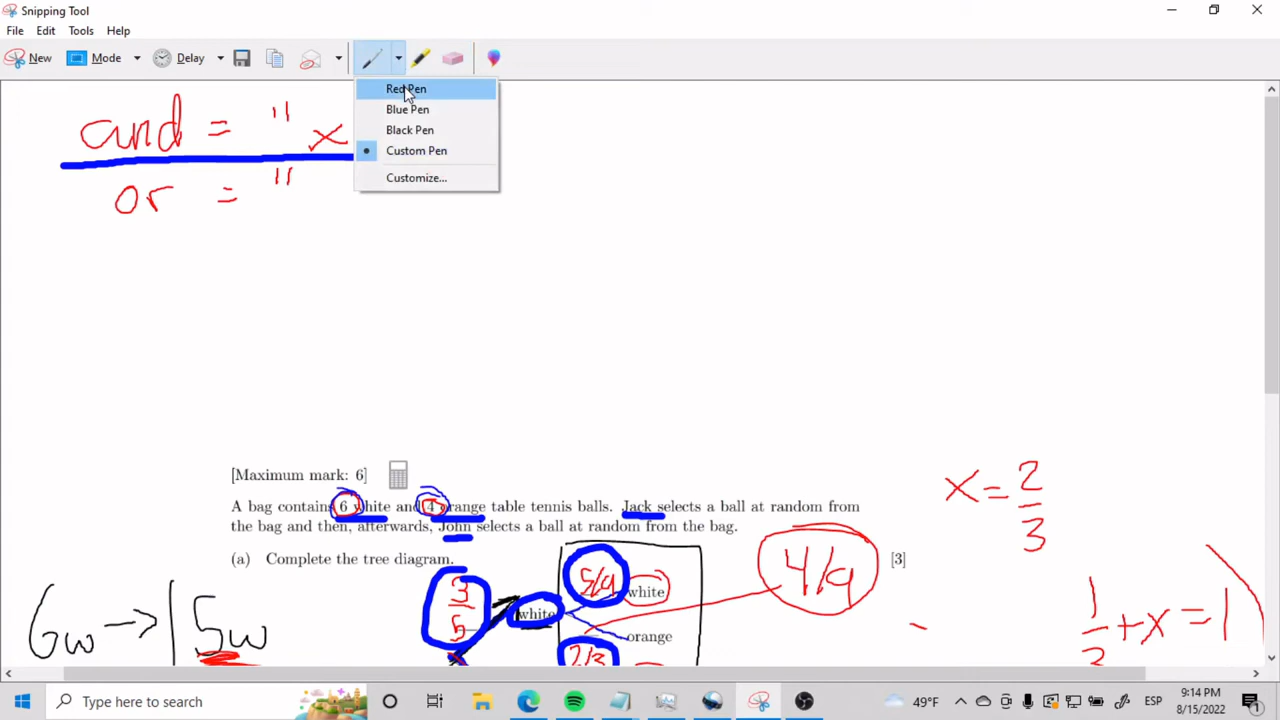 Snipping Tool
File Edit Tools Help
New Mode Delay
Red Pen
Blue Pen
Black Pen
Custom Pen
Customize...
and = " x
or = "
[Maximum mark: 6]
A bag contains 6 white and 4 orange table tennis balls. Jack selects a ball at random from
the bag and then, afterwards, John selects a ball at random from the bag.
(a) Complete the tree diagram.
[3]
x = 2/3
4/9
3/5
white
5/9
white
orange
2/3
6w → 5w
1/3 + x = 1
Type here to search
49°F
ESP
9:14 PM
8/15/2022
1